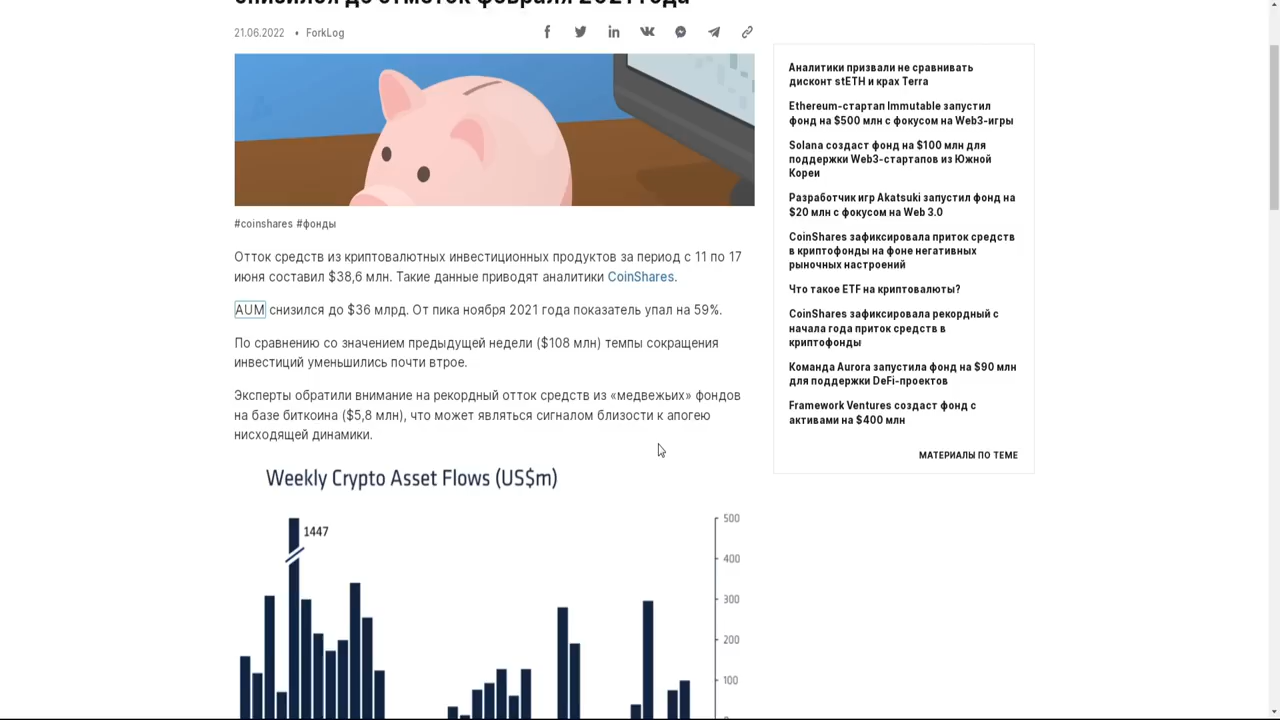 снизился до отметок февраля 2021 года
21.06.2022 • ForkLog
#coinshares #фонды
Отток средств из криптовалютных инвестиционных продуктов за период с 11 по 17
июня составил $38,6 млн. Такие данные приводят аналитики CoinShares.
AUM снизился до $36 млрд. От пика ноября 2021 года показатель упал на 59%.
По сравнению со значением предыдущей недели ($108 млн) темпы сокращения
инвестиций уменьшились почти втрое.
Эксперты обратили внимание на рекордный отток средств из «медвежьих» фондов
на базе биткоина ($5,8 млн), что может являться сигналом близости к апогею
нисходящей динамики.
Weekly Crypto Asset Flows (US$m)
1447
500
400
300
200
100
Аналитики призвали не сравнивать
дисконт stETH и крах Terra
Ethereum-стартап Immutable запустил
фонд на $500 млн с фокусом на Web3-игры
Solana создаст фонд на $100 млн для
поддержки Web3-стартапов из Южной
Кореи
Разработчик игр Akatsuki запустил фонд на
$20 млн с фокусом на Web 3.0
CoinShares зафиксировала приток средств
в криптофонды на фоне негативных
рыночных настроений
Что такое ETF на криптовалюты?
CoinShares зафиксировала рекордный с
начала года приток средств в
криптофонды
Команда Aurora запустила фонд на $90 млн
для поддержки DeFi-проектов
Framework Ventures создаст фонд с
активами на $400 млн
МАТЕРИАЛЫ ПО ТЕМЕ